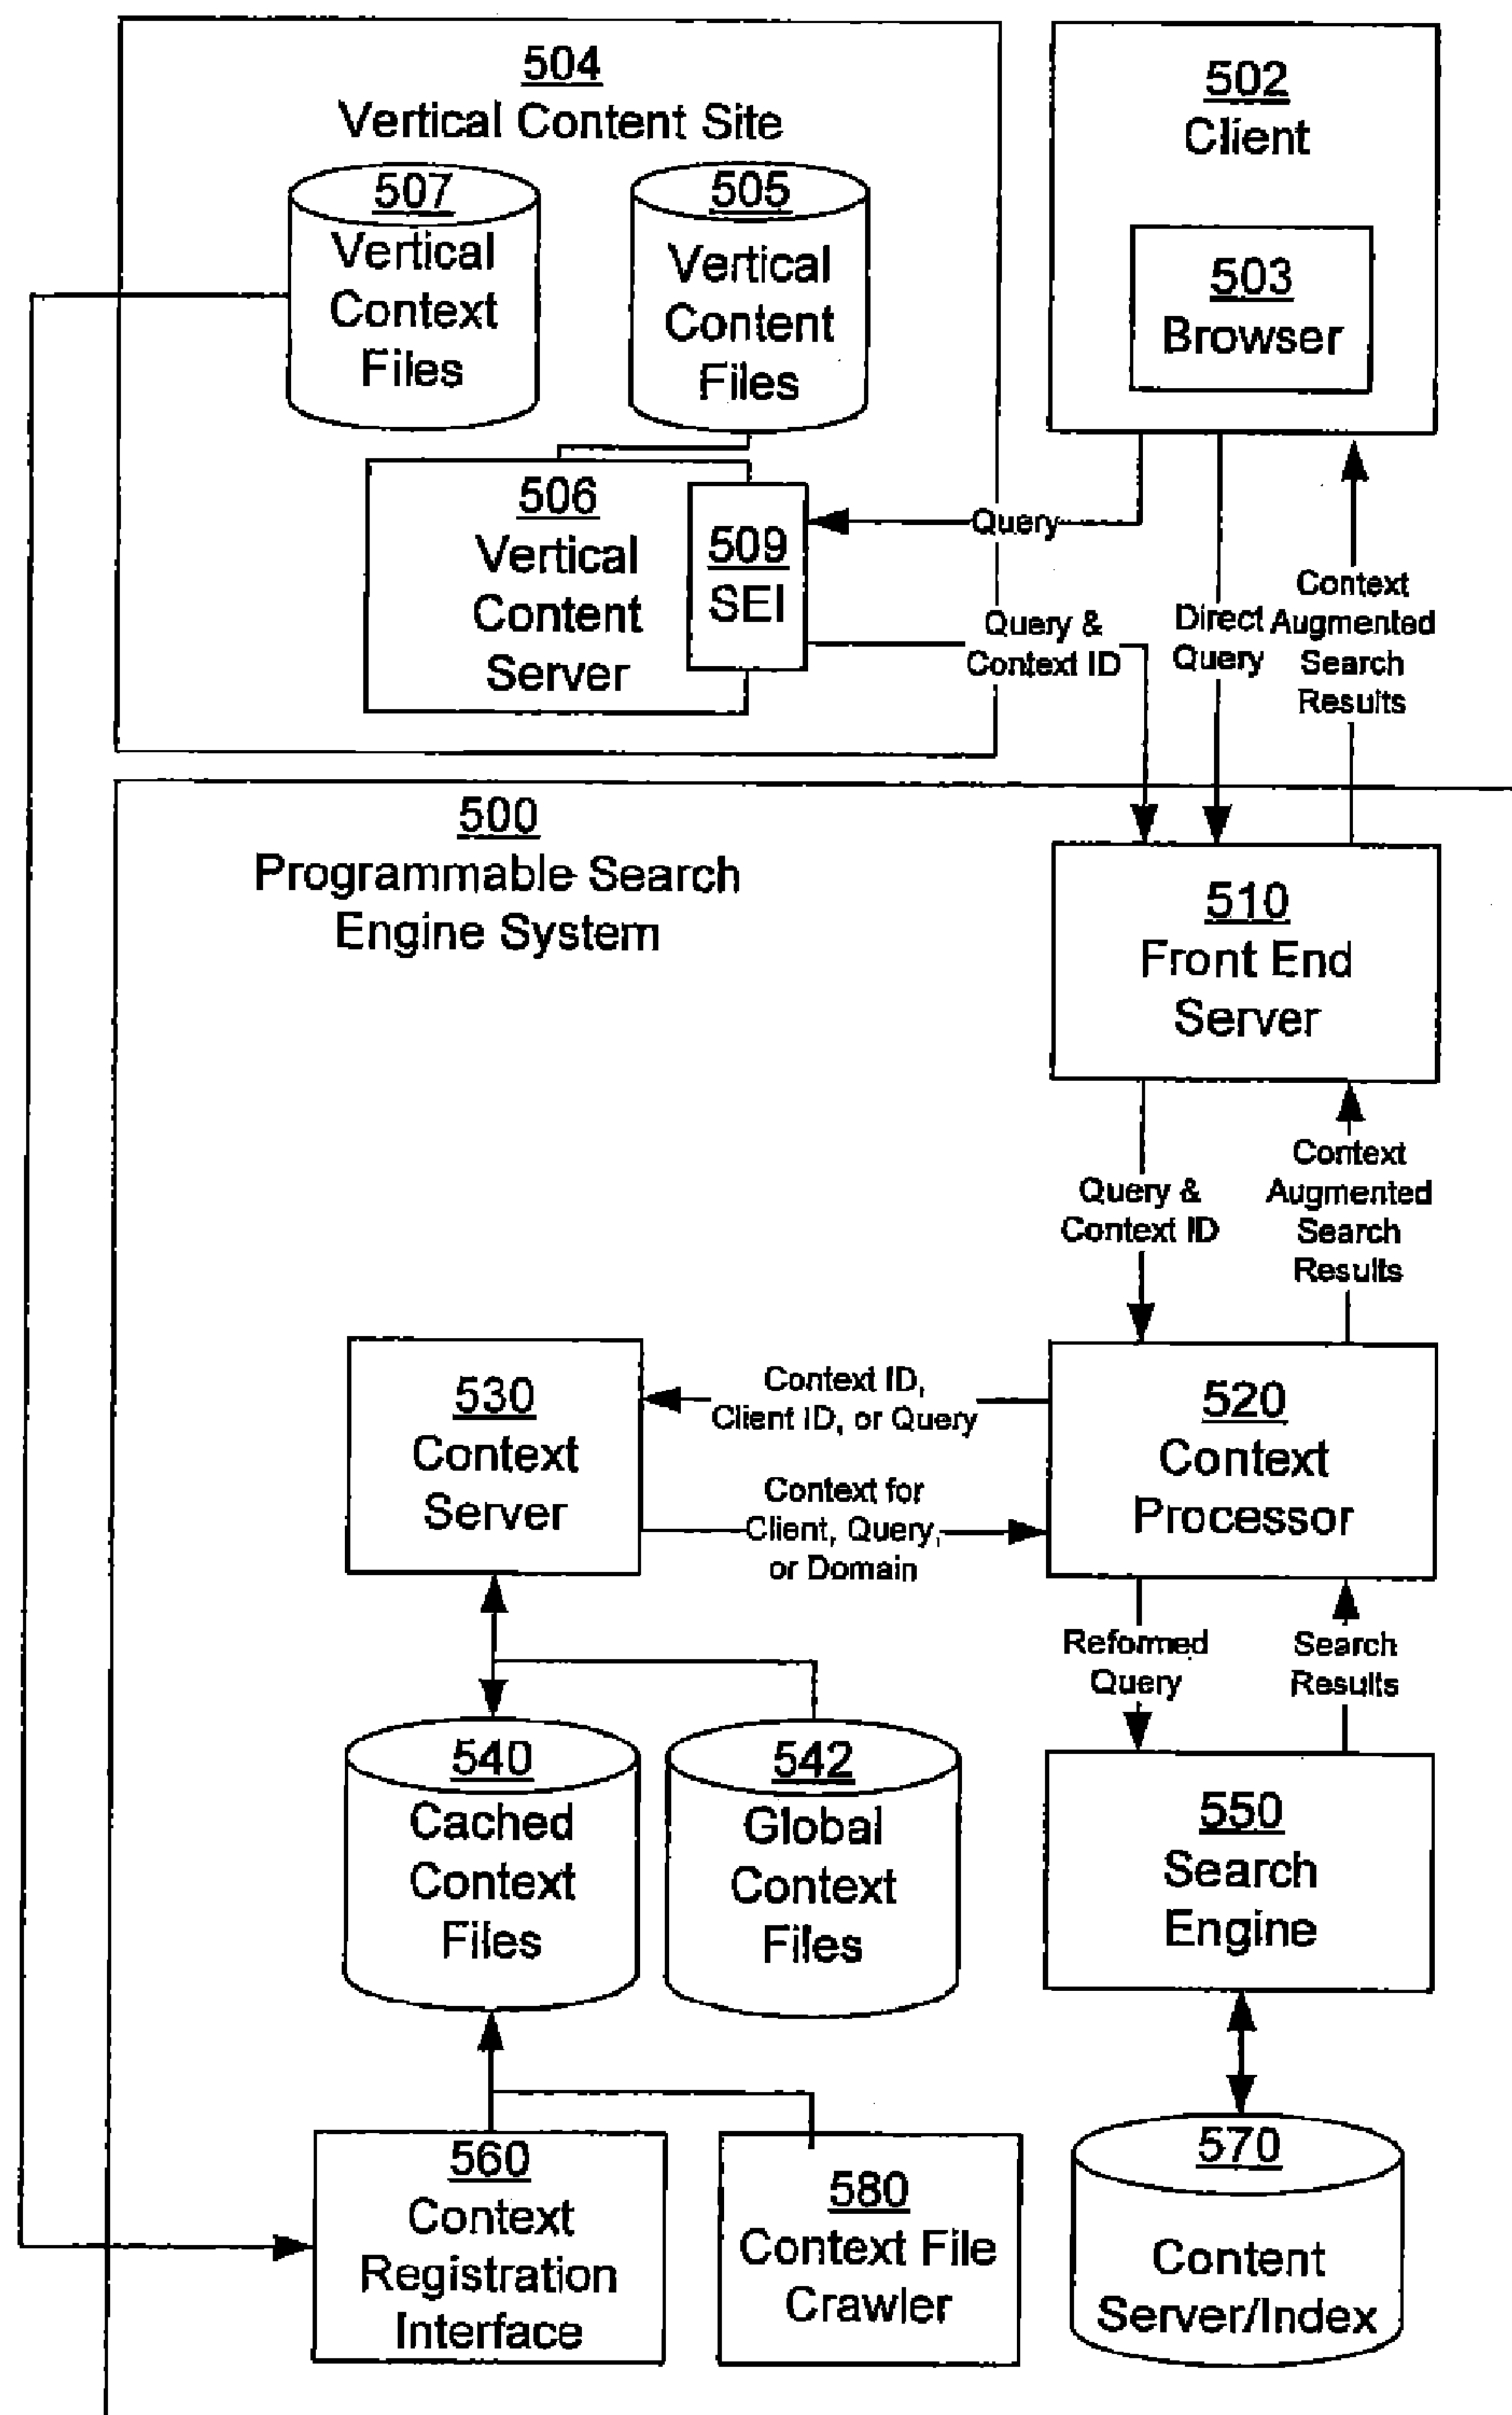 504
Vertical Content Site
507
Vertical
Context
Files
505
Vertical
Content
Files
506
Vertical
Content
Server
509
SEI
502
Client
503
Browser
Query
Query &
Context ID
Direct
Query
Context
Augmented
Search
Results
500
Programmable Search
Engine System
510
Front End
Server
Query &
Context ID
Context
Augmented
Search
Results
530
Context
Server
Context ID,
Client ID, or Query
Context for
Client, Query,
or Domain
520
Context
Processor
Reformed
Query
Search
Results
540
Cached
Context
Files
542
Global
Context
Files
550
Search
Engine
560
Context
Registration
Interface
580
Context File
Crawler
570
Content
Server/Index